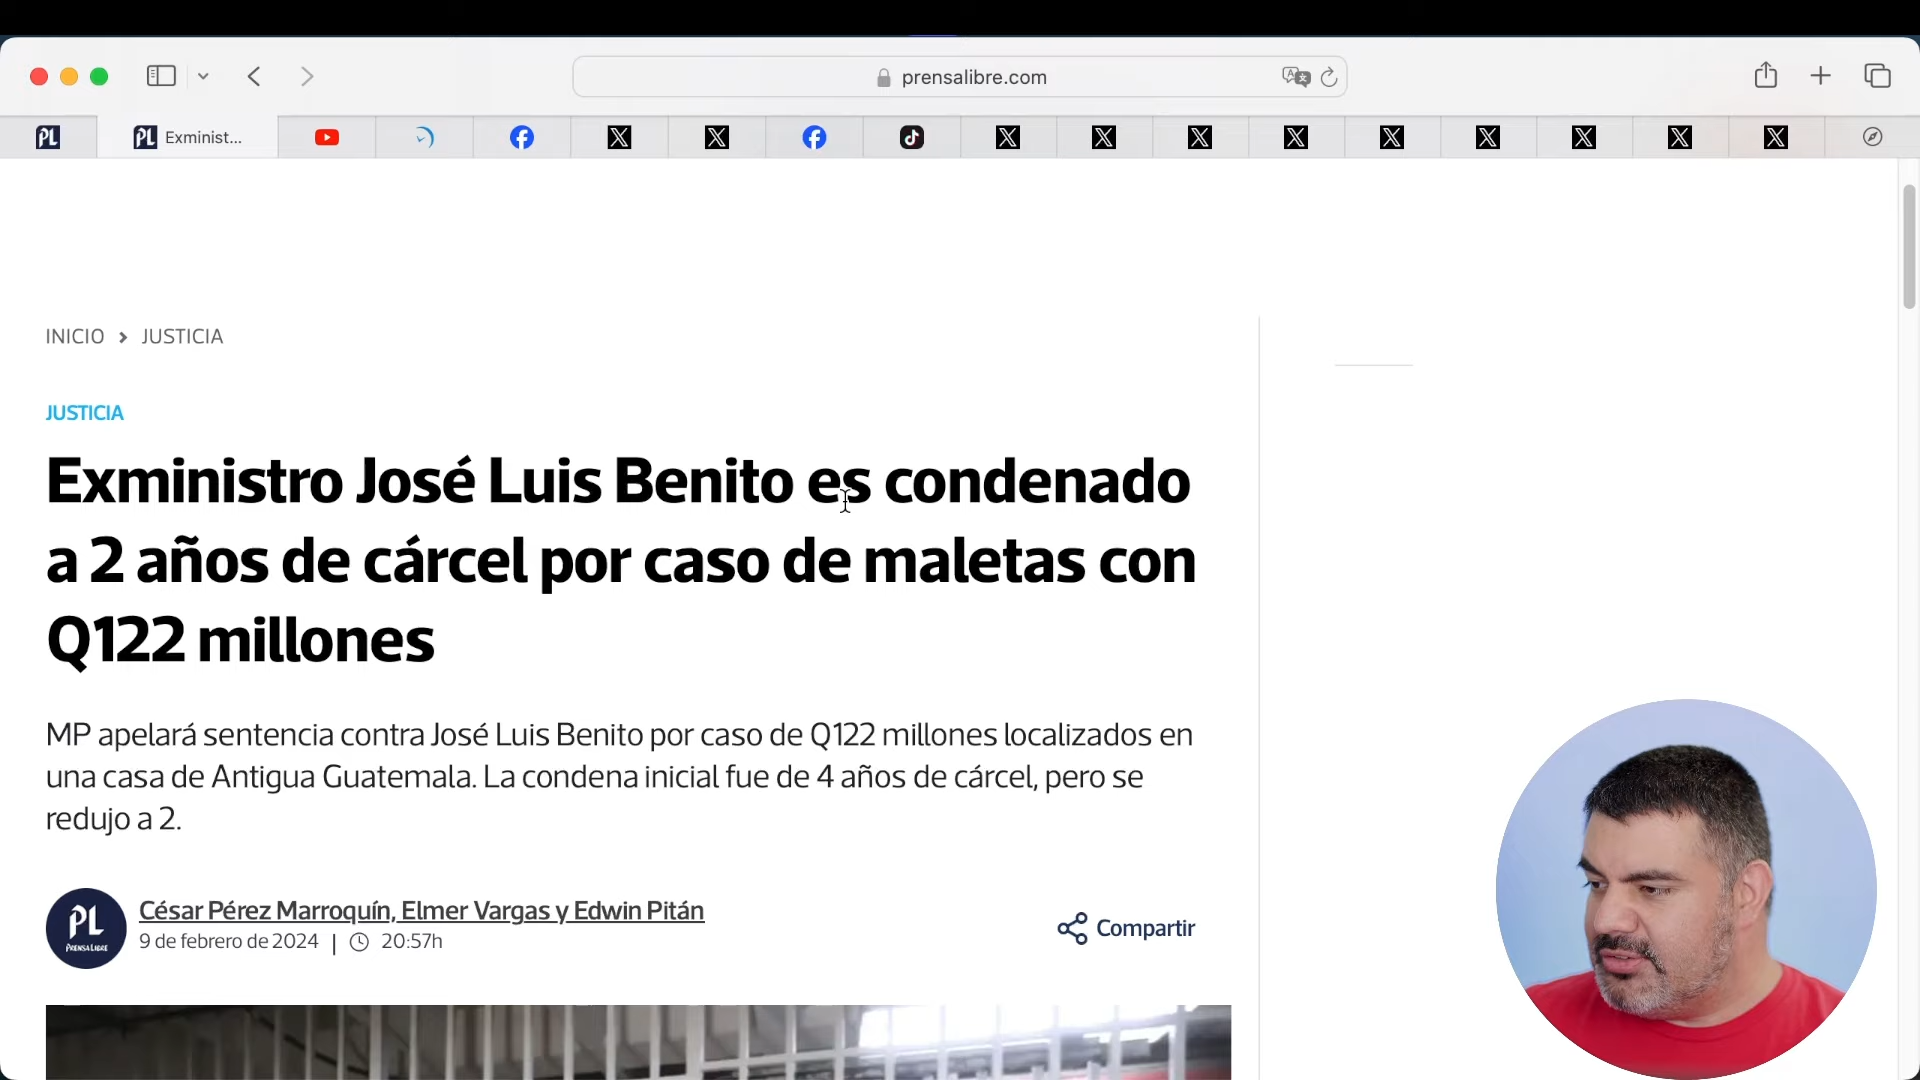 prensalibre.com
PL
PL Exminist...
INICIO > JUSTICIA
JUSTICIA
Exministro José Luis Benito es condenado
a 2 años de cárcel por caso de maletas con
Q122 millones
MP apelará sentencia contra José Luis Benito por caso de Q122 millones localizados en
una casa de Antigua Guatemala. La condena inicial fue de 4 años de cárcel, pero se
redujo a 2.
PL
PRENSA LIBRE
César Pérez Marroquín, Elmer Vargas y Edwin Pitán
9 de febrero de 2024 | 20:57h
Compartir